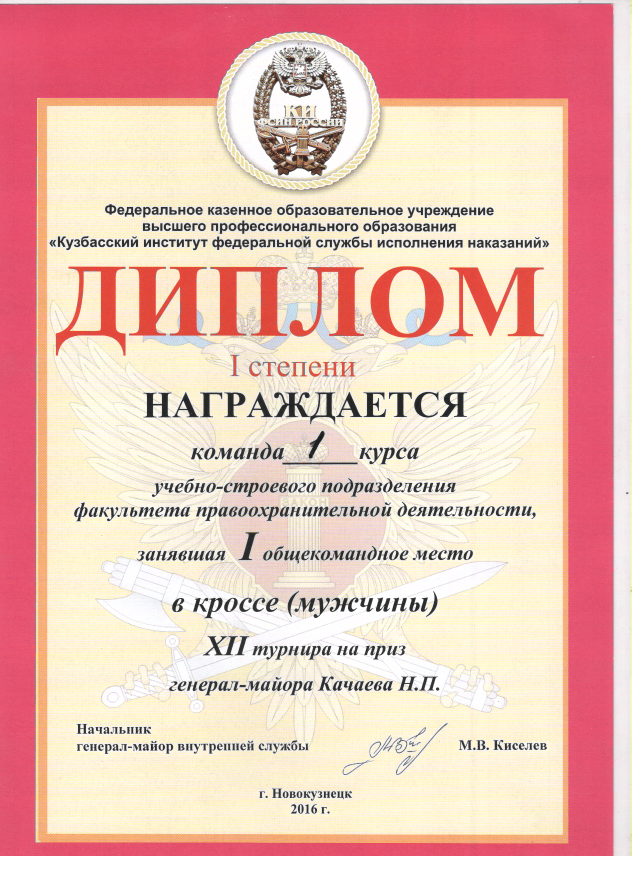 КИ
ФСИН РОССИИ
Федеральное казенное образовательное учреждение
высшего профессионального образования
«Кузбасский институт федеральной службы исполнения наказаний»
ДИПЛОМ
I степени
НАГРАЖДАЕТСЯ
команда 1 курса
учебно-строевого подразделения
ЗАКОН
факультета правоохранительной деятельности,
занявшая I общекомандное место
в кроссе (мужчины)
XII турнира на приз
генерал-майора Качаева Н.П.
Начальник
генерал-майор внутренней службы М.В. Киселев
г. Новокузнецк
2016 г.